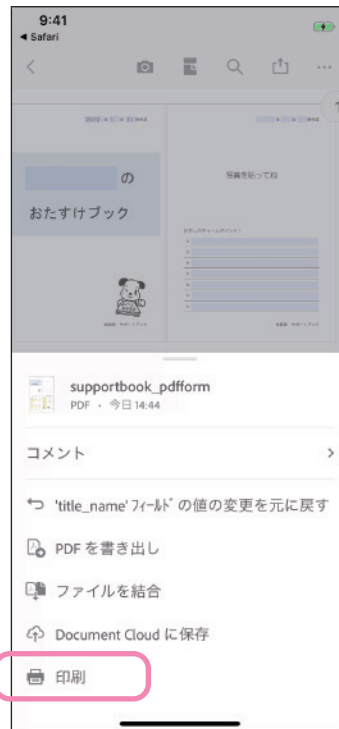 9:41
◀ Safari
の
おたすけブック
写真を貼ってね
supportbook_pdfform
PDF ・ 今日 14:44
コメント
'title_name' フィールド の値の変更を元に戻す
PDF を書き出し
ファイルを結合
Document Cloud に保存
印刷